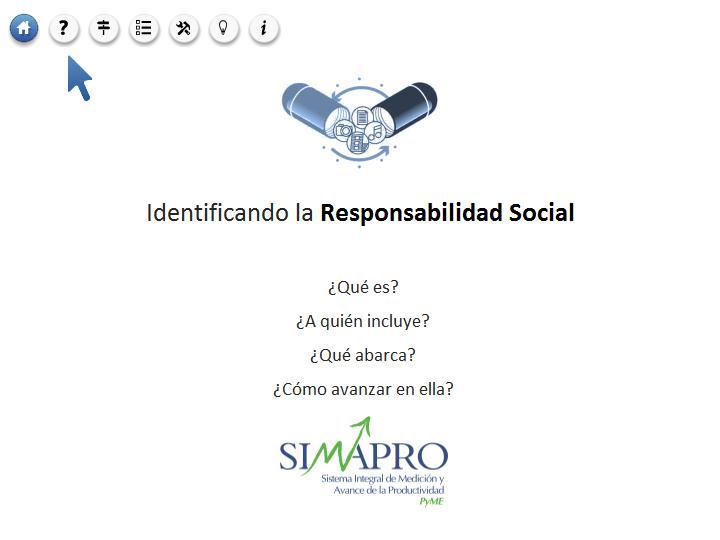 Identificando la Responsabilidad Social
¿Qué es?
¿A quién incluye?
¿Qué abarca?
¿Cómo avanzar en ella?
SIMAPRO
Sistema Integral de Medición y
Avance de la Productividad
PyME